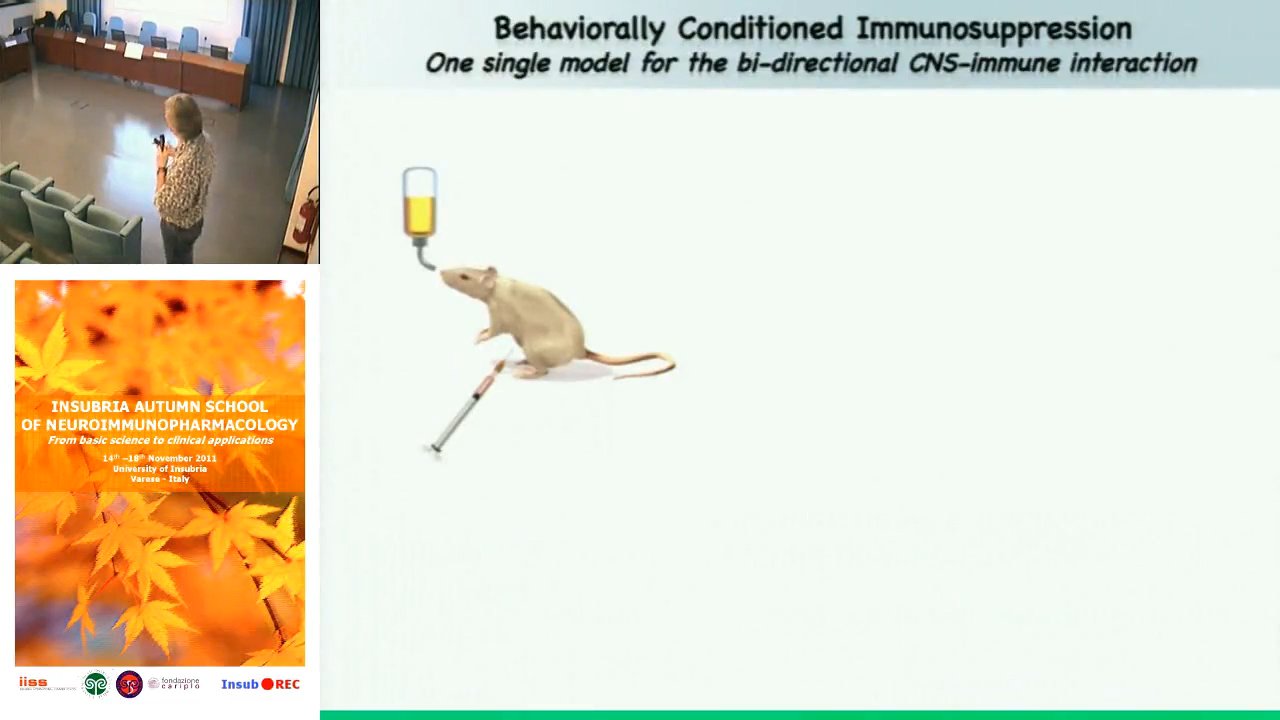 Behaviorally Conditioned Immunosuppression
One single model for the bi-directional CNS-immune interaction
INSUBRIA AUTUMN SCHOOL
OF NEUROIMMUNOPHARMACOLOGY
From basic science to clinical applications
14th -18th November 2011
University of Insubria
Varese - Italy
iiss
fondazione
cariplo
Insub REC